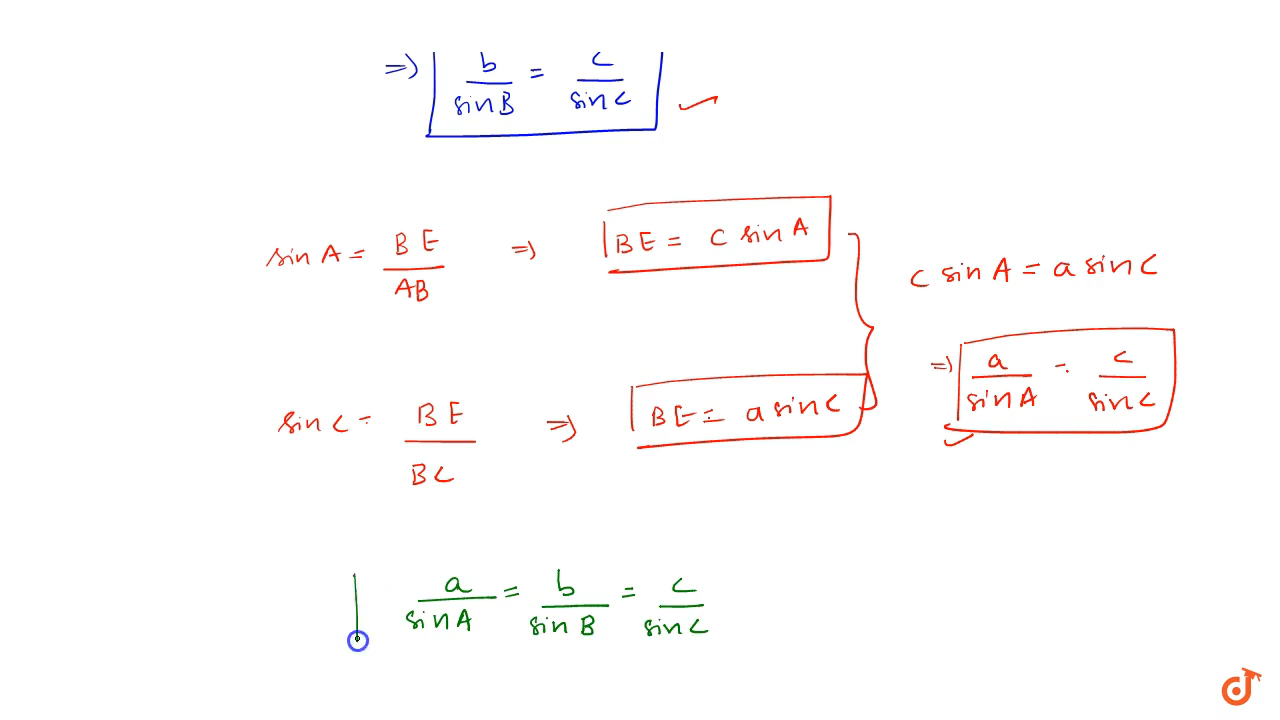 ⇒ b/sinB = c/sinC
sinA = BE/AB ⇒ BE = c sinA
c sinA = a sinC
⇒ a/sinA = c/sinC
sinC = BE/BC ⇒ BE = a sinC
a/sinA = b/sinB = c/sinC